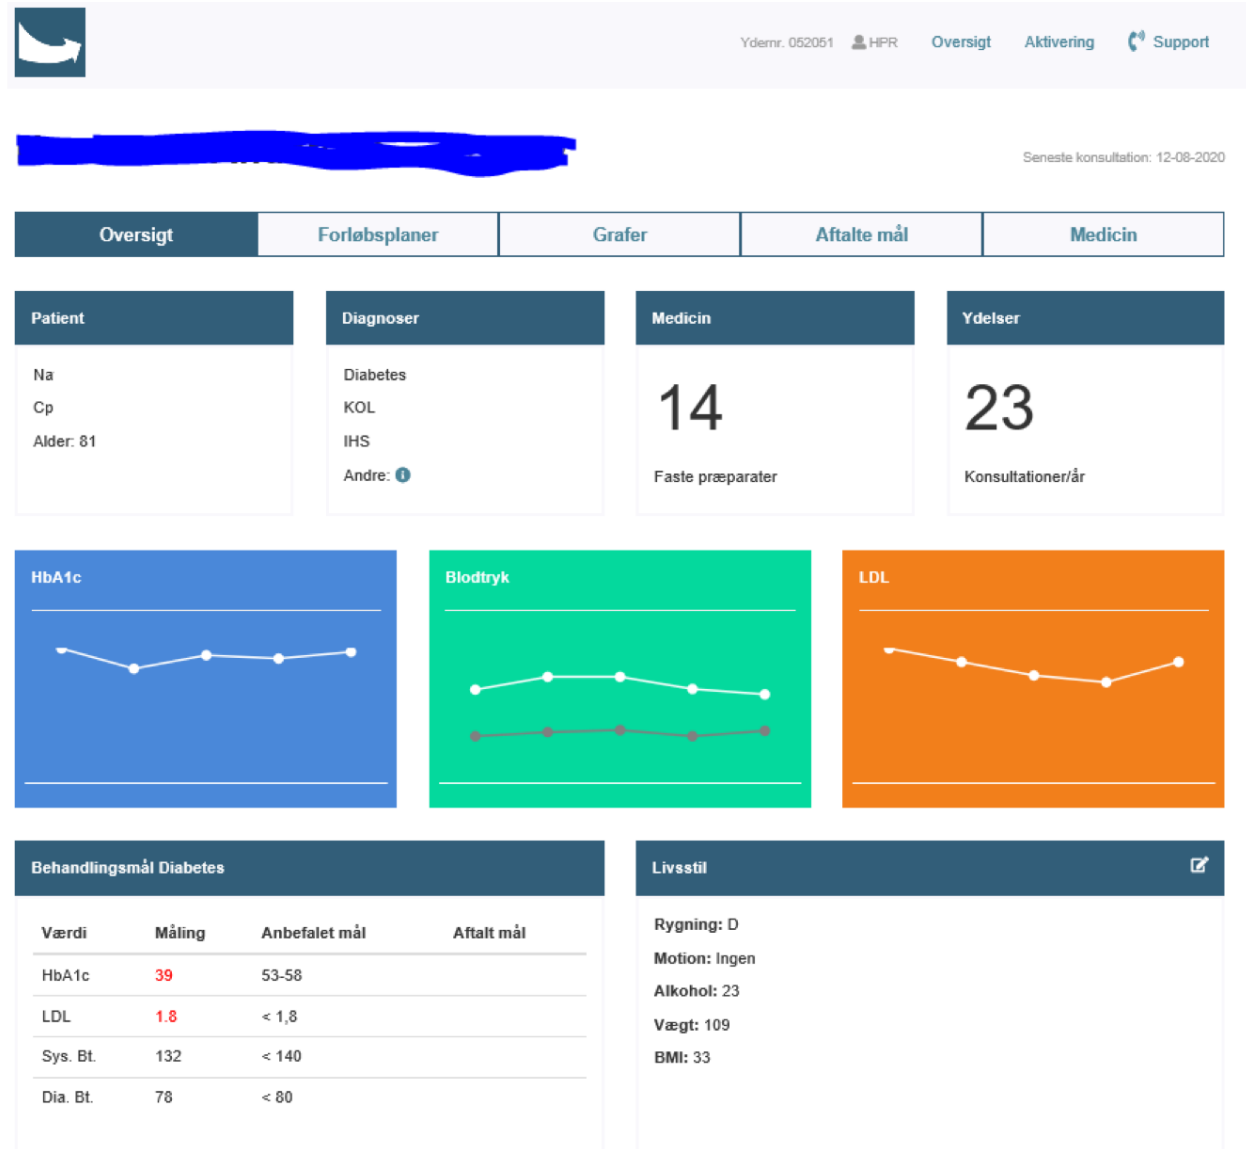 Ydernr. 052051 HPR Oversigt Aktivering Support
Seneste konsultation: 12-08-2020
Oversigt Forløbsplaner Grafer Aftalte mål Medicin
Patient
Na
Cp
Alder: 81
Diagnoser
Diabetes
KOL
IHS
Andre:
Medicin
14
Faste præparater
Ydelser
23
Konsultationer/år
HbA1c
Blodtryk
LDL
Behandlingsmål Diabetes
Værdi Måling Anbefalet mål Aftalt mål
HbA1c 39 53-58
LDL 1.8 < 1,8
Sys. Bt. 132 < 140
Dia. Bt. 78 < 80
Livsstil
Rygning: D
Motion: Ingen
Alkohol: 23
Vægt: 109
BMI: 33